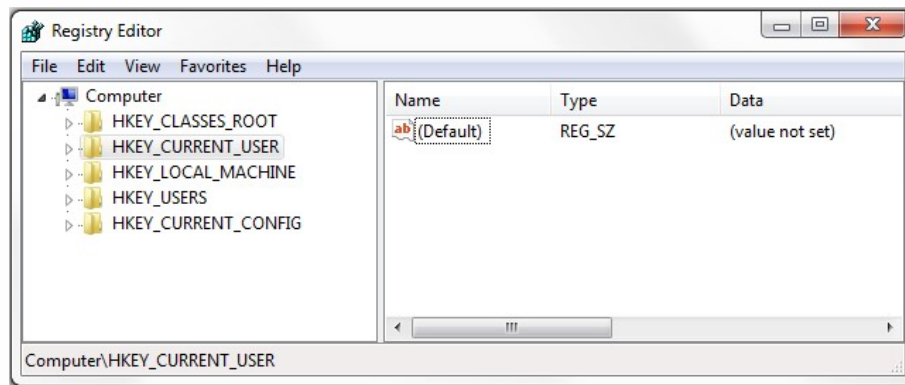 Registry Editor
File Edit View Favorites Help
Computer
HKEY_CLASSES_ROOT
HKEY_CURRENT_USER
HKEY_LOCAL_MACHINE
HKEY_USERS
HKEY_CURRENT_CONFIG
Name Type Data
ab (Default) REG_SZ (value not set)
Computer\HKEY_CURRENT_USER